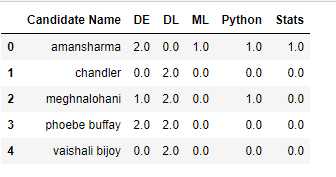 Candidate Name DE DL ML Python Stats
0 amansharma 2.0 0.0 1.0 1.0 1.0
1 chandler 0.0 2.0 0.0 0.0 0.0
2 meghnalohani 1.0 2.0 0.0 1.0 0.0
3 phoebe buffay 2.0 2.0 0.0 0.0 0.0
4 vaishali bijoy 0.0 2.0 0.0 0.0 0.0